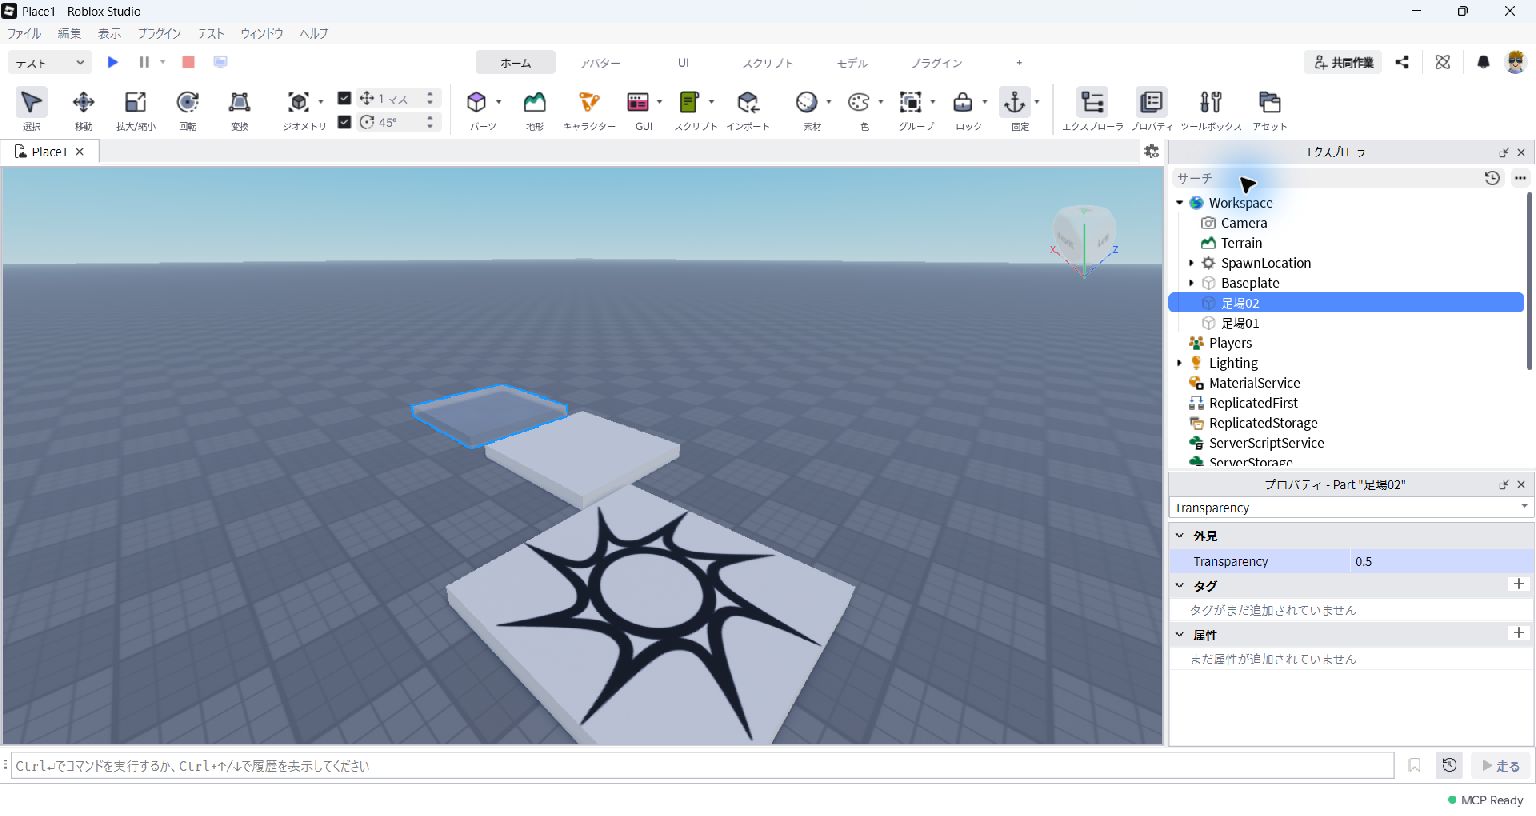 Place1 - Roblox Studio
ファイル 編集 表示 プラグイン テスト ウィンドウ ヘルプ
テスト ホーム アバター UI スクリプト モデル プラグイン + 共同作業
1 マス
45°
選択 移動 拡大/縮小 回転 変換 ジオメトリ パーツ 地形 キャラクター GUI スクリプト インポート 素材 色 グループ ロック 固定 エクスプローラ プロパティ ツールボックス アセット
Place1
エクスプローラ
サーチ
Workspace
Camera
Terrain
SpawnLocation
Baseplate
足場02
足場01
Players
Lighting
MaterialService
ReplicatedFirst
ReplicatedStorage
ServerScriptService
ServerStorage
X Z
プロパティ - Part "足場02"
Transparency
外見
Transparency 0.5
タグ
タグがまだ追加されていません
属性
まだ属性が追加されていません
Ctrl+↵でコマンドを実行するか、Ctrl+↑/↓で履歴を表示してください
走る
MCP Ready